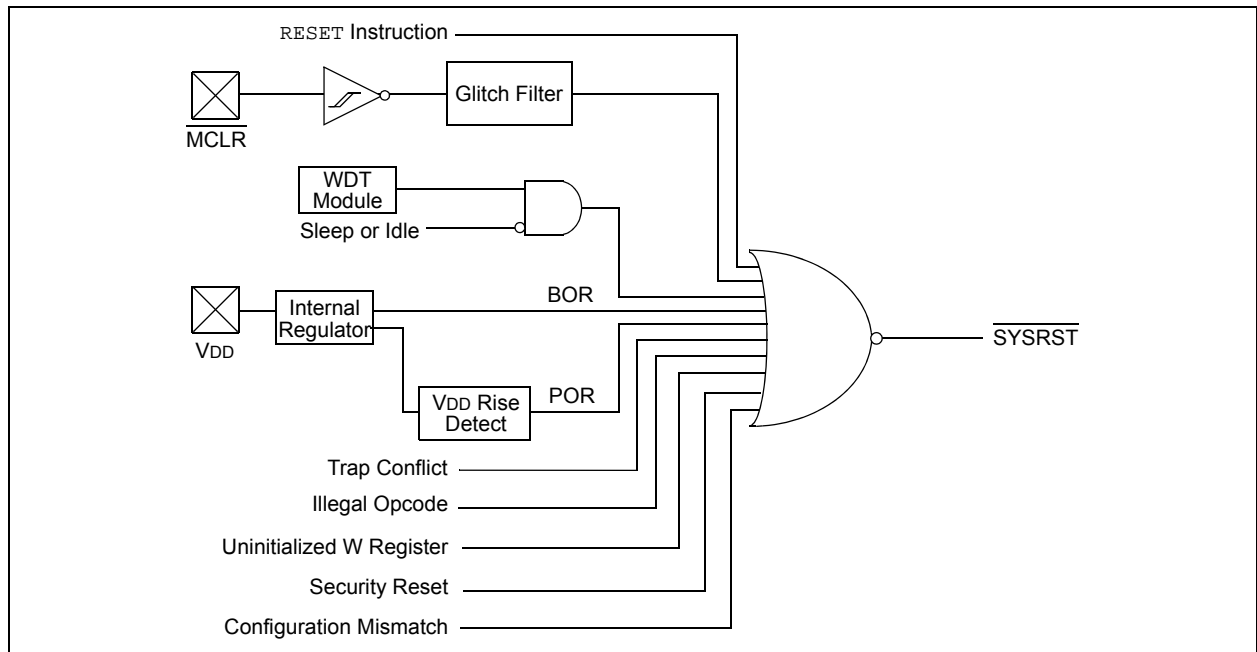 RESET Instruction
Glitch Filter
MCLR
WDT
Module
Sleep or Idle
BOR
Internal
Regulator
VDD
SYSRST
POR
VDD Rise
Detect
Trap Conflict
Illegal Opcode
Uninitialized W Register
Security Reset
Configuration Mismatch